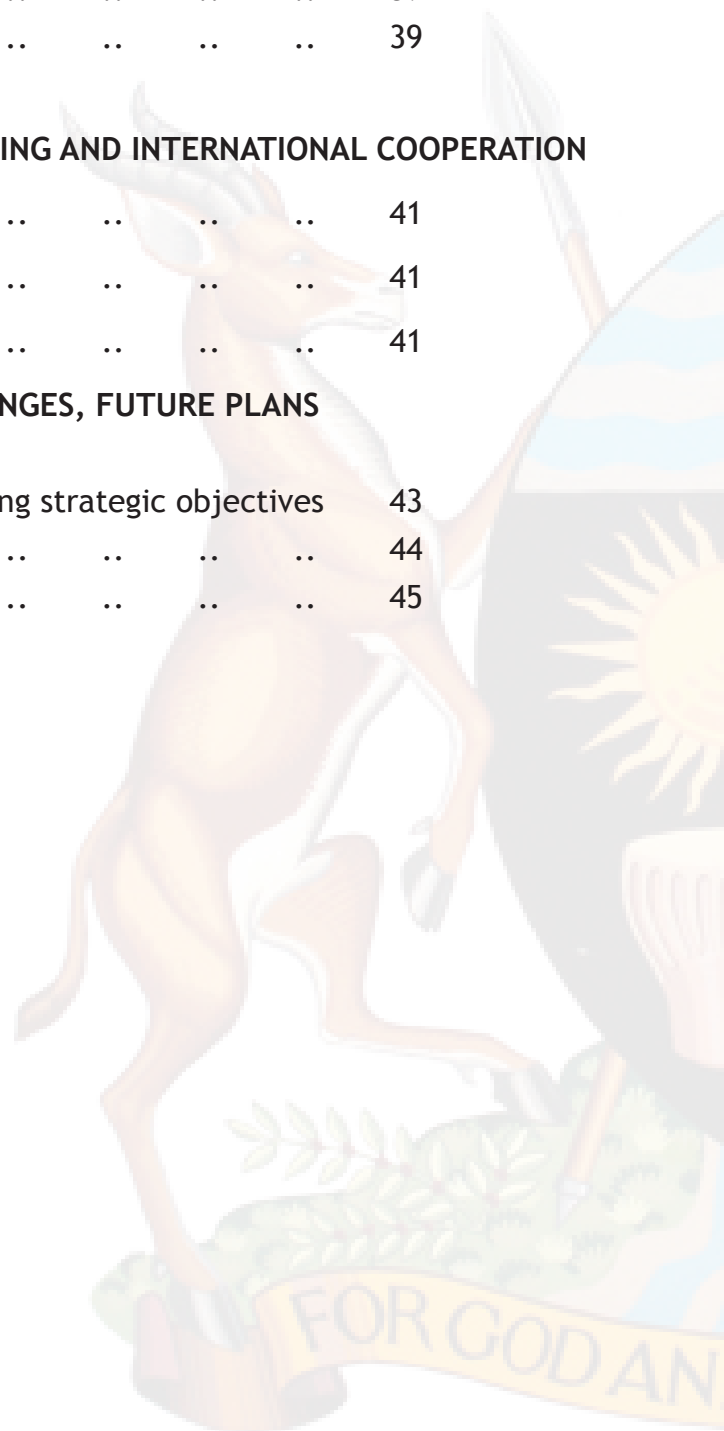 .. .. .. .. 39
ING AND INTERNATIONAL COOPERATION
.. .. .. .. 41
.. .. .. .. 41
.. .. .. .. 41
NGES, FUTURE PLANS
ng strategic objectives 43
.. .. .. .. 44
.. .. .. .. 45
FOR GOD AN